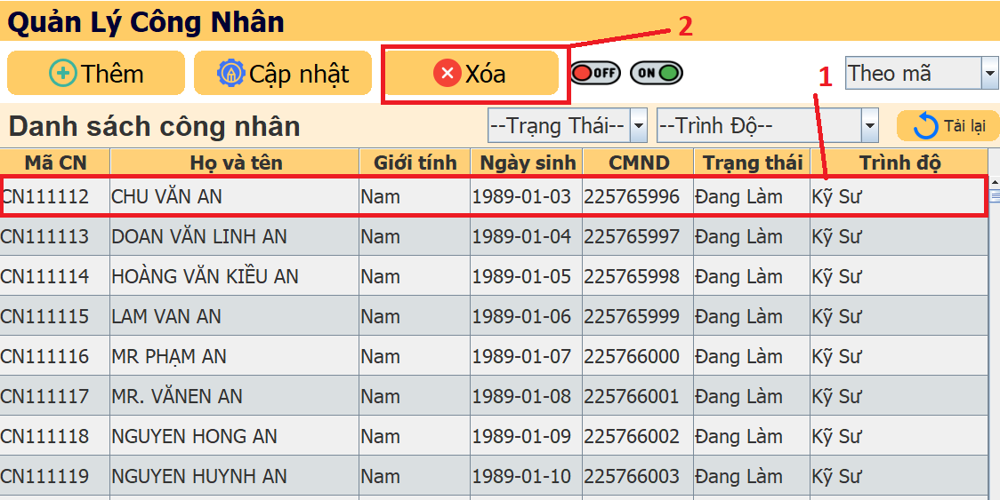 Quản Lý Công Nhân
2
Thêm Cập nhật Xóa OFF ON 1 Theo mã
Danh sách công nhân --Trạng Thái-- --Trình Độ-- Tải lại
Mã CN Họ và tên Giới tính Ngày sinh CMND Trạng thái Trình độ
CN111112 CHU VĂN AN Nam 1989-01-03 225765996 Đang Làm Kỹ Sư
CN111113 DOAN VĂN LINH AN Nam 1989-01-04 225765997 Đang Làm Kỹ Sư
CN111114 HOÀNG VĂN KIỀU AN Nam 1989-01-05 225765998 Đang Làm Kỹ Sư
CN111115 LAM VAN AN Nam 1989-01-06 225765999 Đang Làm Kỹ Sư
CN111116 MR PHẠM AN Nam 1989-01-07 225766000 Đang Làm Kỹ Sư
CN111117 MR. VĂNEN AN Nam 1989-01-08 225766001 Đang Làm Kỹ Sư
CN111118 NGUYEN HONG AN Nam 1989-01-09 225766002 Đang Làm Kỹ Sư
CN111119 NGUYEN HUYNH AN Nam 1989-01-10 225766003 Đang Làm Kỹ Sư